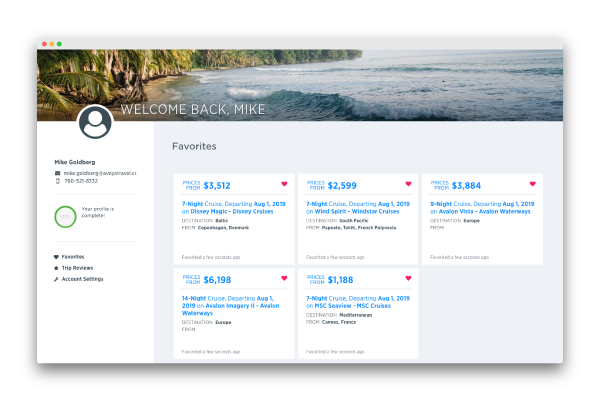 WELCOME BACK, MIKE
Mike Goldberg
760-521-8332
Your profile is
complete!
Favorites
Trip Reviews
Account Settings
Favorites
PRICES
FROM $3,512
7-Night Cruise, Departing Aug 1, 2019
on Disney Magic - Disney Cruises
DESTINATION: Baltic
FROM: Copenhagen, Denmark
Favorited a few seconds ago
PRICES
FROM $2,599
7-Night Cruise, Departing Aug 1, 2019
on Wind Spirit - Windstar Cruises
DESTINATION: South Pacific
FROM: Papeete, Tahiti, French Polynesia
Favorited a few seconds ago
PRICES
FROM $3,884
9-Night Cruise, Departing Aug 1, 2019
on Avalon Vista - Avalon Waterways
DESTINATION: Europe
FROM:
Favorited a few seconds ago
PRICES
FROM $6,198
14-Night Cruise, Departing Aug 1,
2019 on Avalon Imagery II - Avalon
Waterways
DESTINATION: Europe
FROM:
Favorited a few seconds ago
PRICES
FROM $1,188
7-Night Cruise, Departing Aug 1, 2019
on MSC Seaview - MSC Cruises
DESTINATION: Mediterranean
FROM: Cannes, France
Favorited a few seconds ago